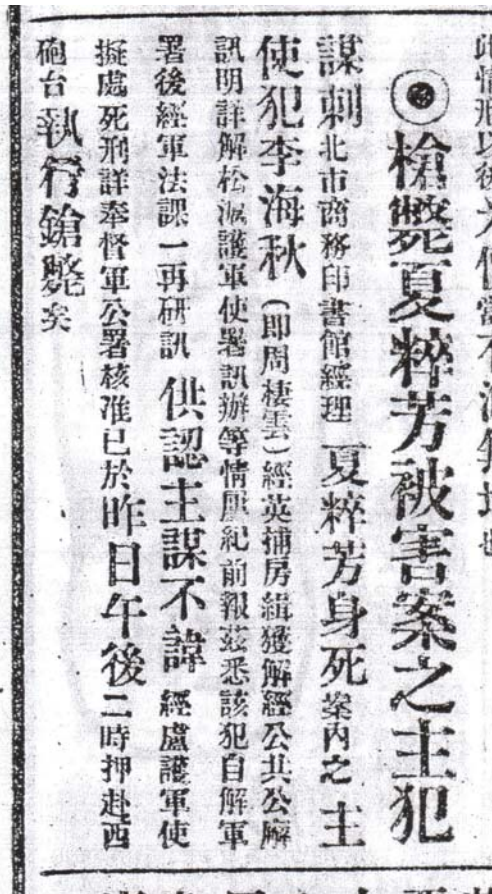 ◉槍斃夏粹芳被害案之主犯
謀刺北市商務印書館經理夏粹芳身死案內之主
使犯李海秋（即周棲雲）經英捕房緝獲解經公共公廨
訊明詳解松滬護軍使署訊辦等情屢紀前報茲悉該犯自解軍
署後經軍法課一再研訊供認主謀不諱經盧護軍使
擬處死刑詳奉督軍公署核准已於昨日午後二時押赴西
砲台執行鎗斃矣